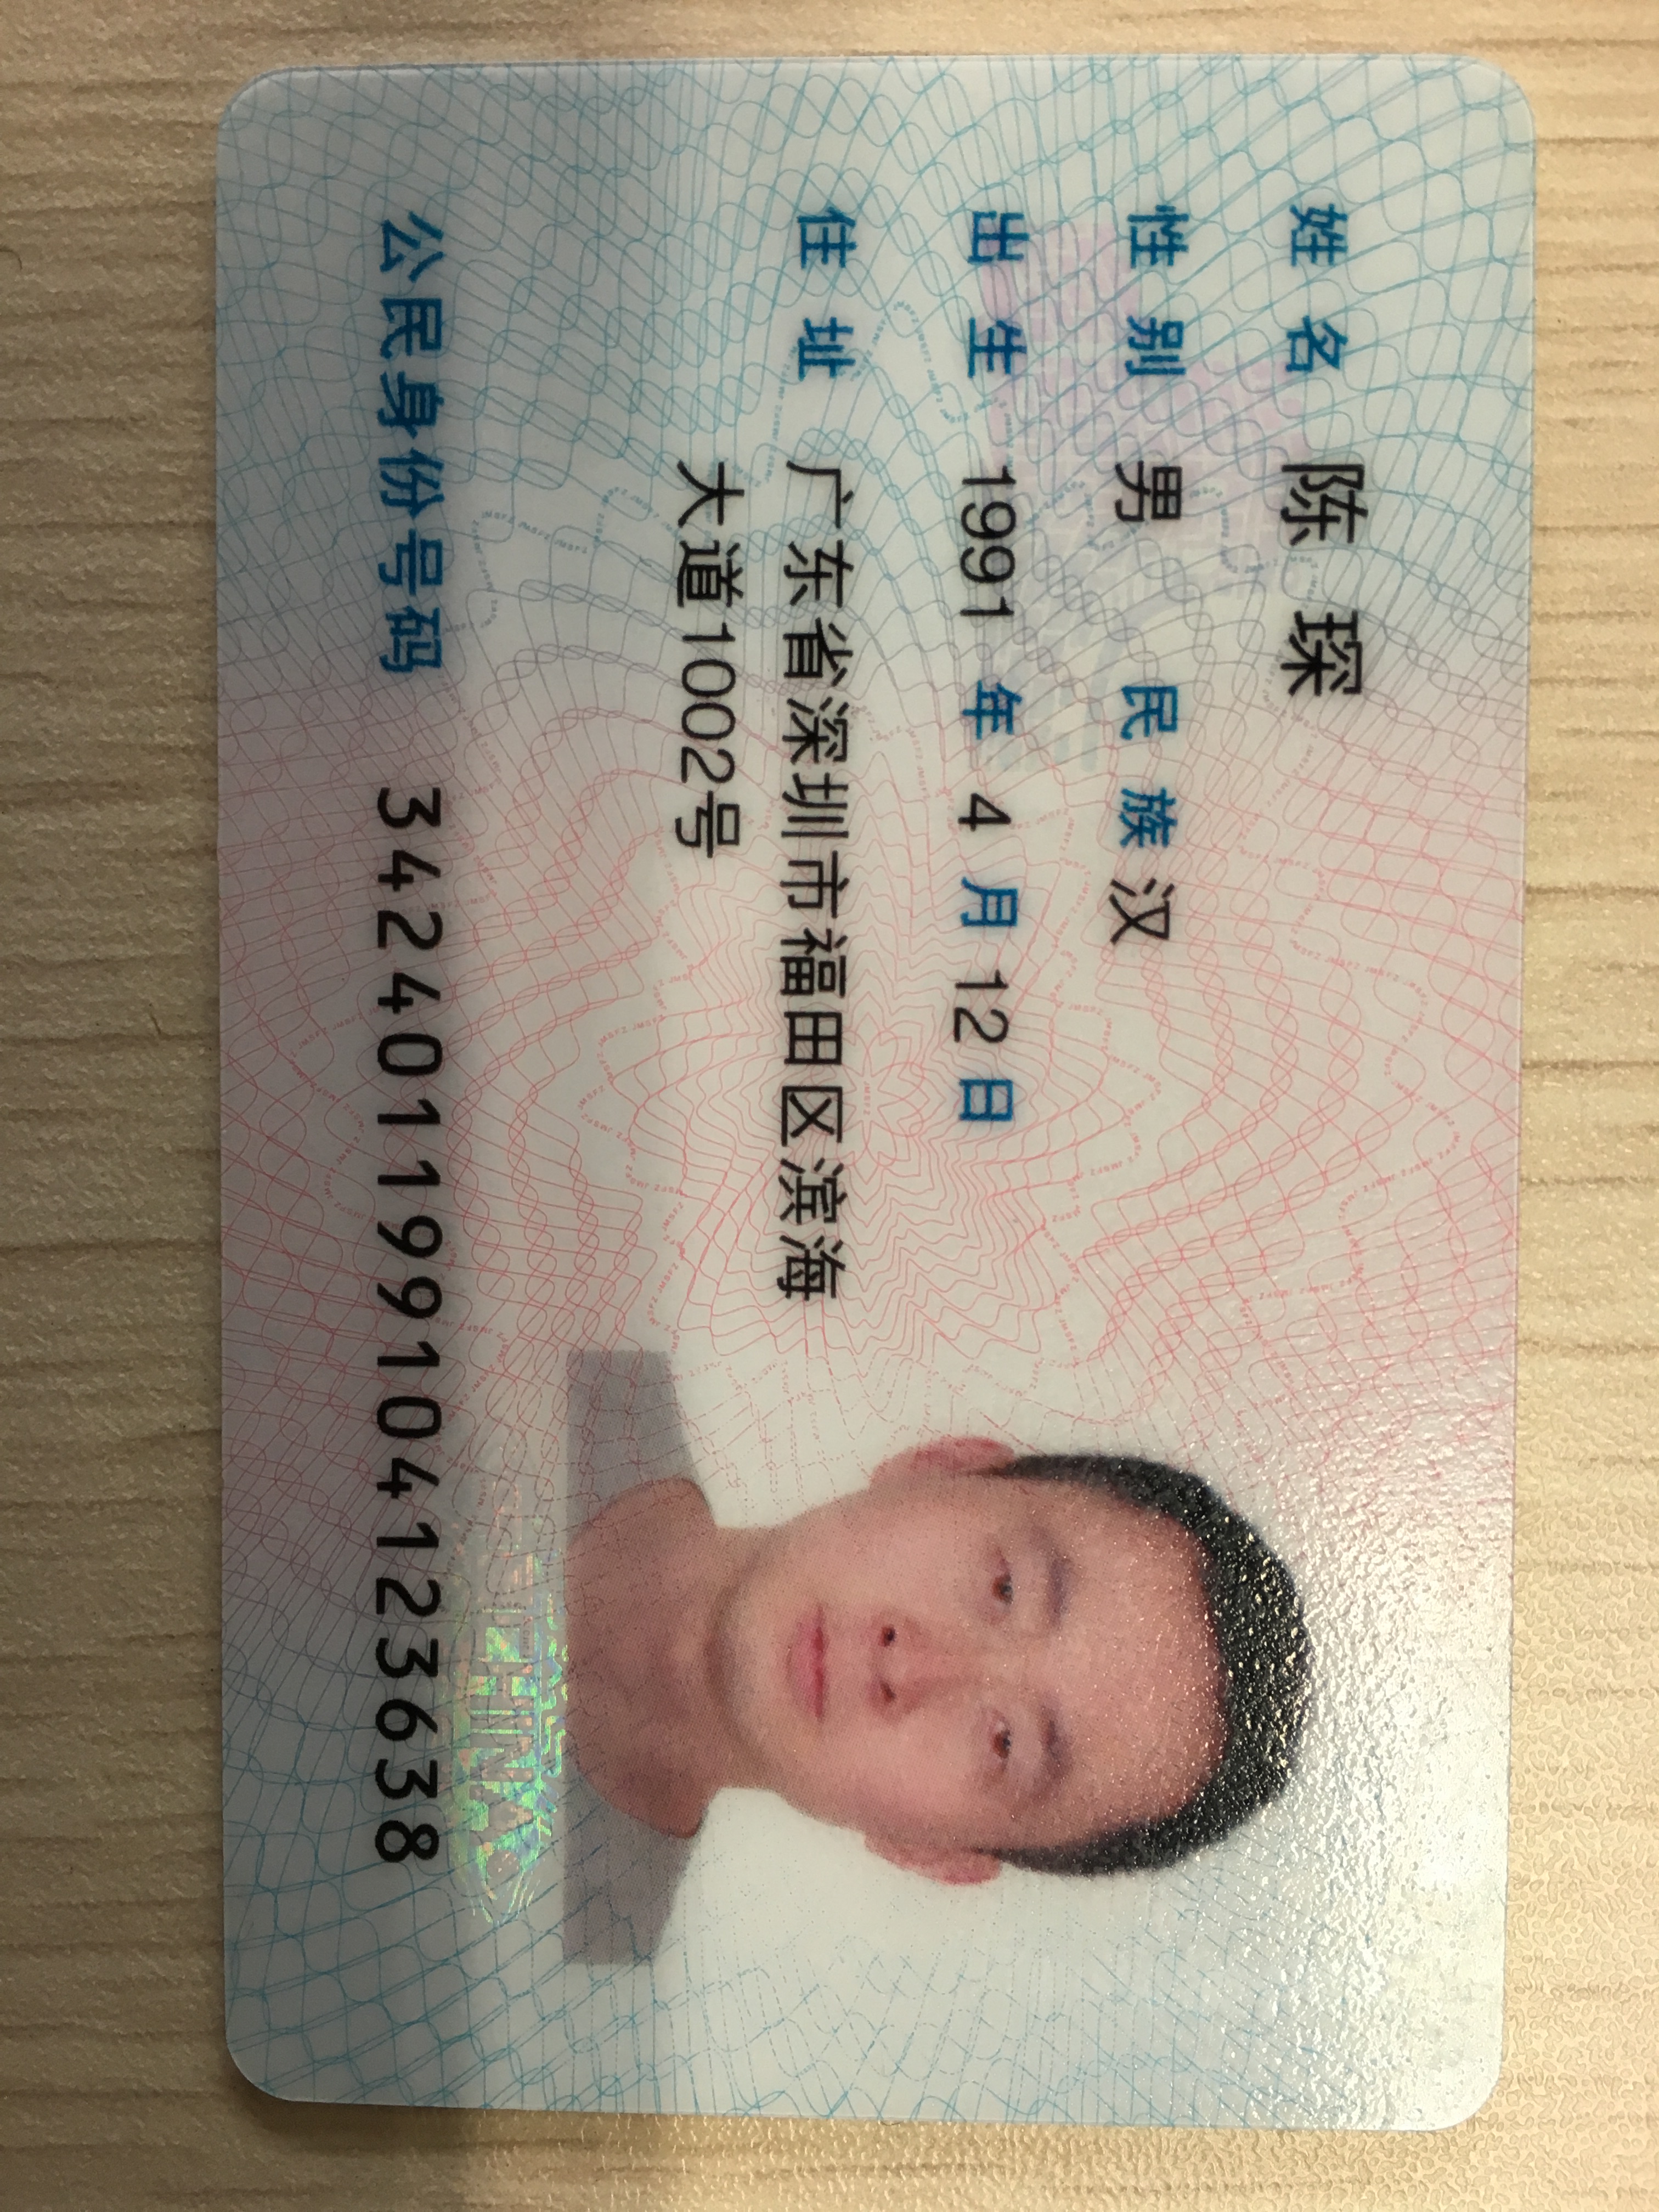 姓名 陈琛
性别 男 民族 汉
出生 1991 年 4 月 12 日
住址 广东省深圳市福田区滨海
大道1002号
公民身份号码 342401199104123638